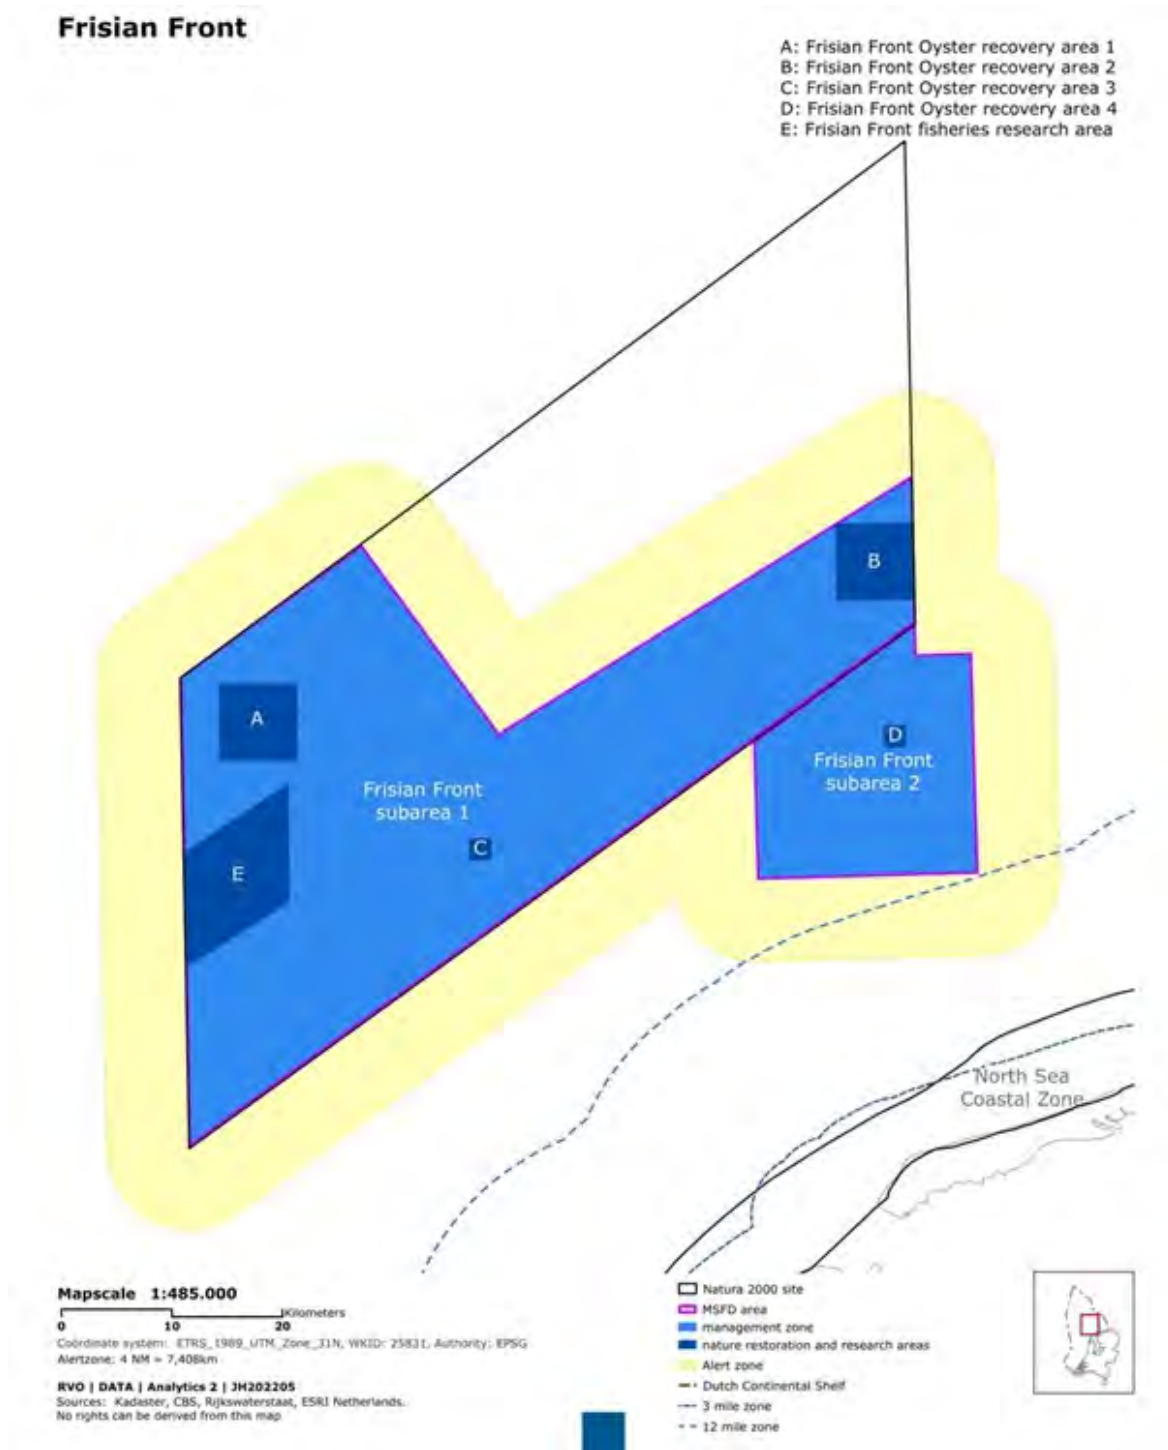 Frisian Front
A: Frisian Front Oyster recovery area 1
B: Frisian Front Oyster recovery area 2
C: Frisian Front Oyster recovery area 3
D: Frisian Front Oyster recovery area 4
E: Frisian Front fisheries research area
B
A
D
Frisian Front
subarea 2
Frisian Front
subarea 1
C
E
North Sea
Coastal Zone
Mapscale 1:485.000
Kilometers
0 10 20
Coördinate system: ETRS_1989_UTM_Zone_31N, WKID: 25831, Authority: EPSG
Alertzone: 4 NM = 7,408km
RVO | DATA | Analytics 2 | JH202205
Sources: Kadaster, CBS, Rijkswaterstaat, ESRI Netherlands.
No rights can be derived from this map
Natura 2000 site
MSFD area
management zone
nature restoration and research areas
Alert zone
Dutch Continental Shelf
3 mile zone
12 mile zone